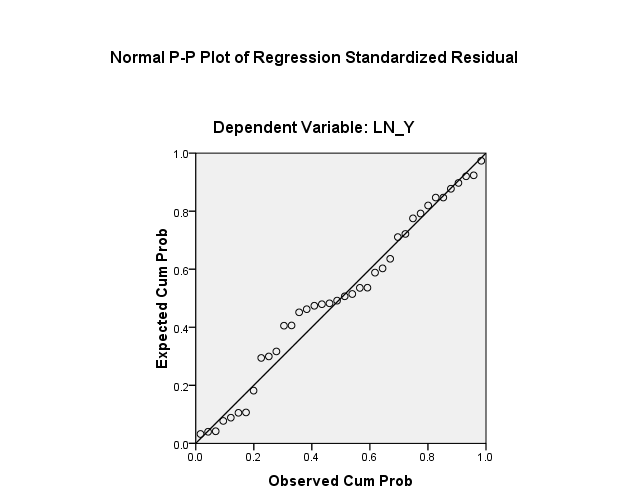 Normal P-P Plot of Regression Standardized Residual
Dependent Variable: LN_Y
1.0
0.8
0.6
0.4
0.2
0.0
Expected Cum Prob
0.0 0.2 0.4 0.6 0.8 1.0
Observed Cum Prob